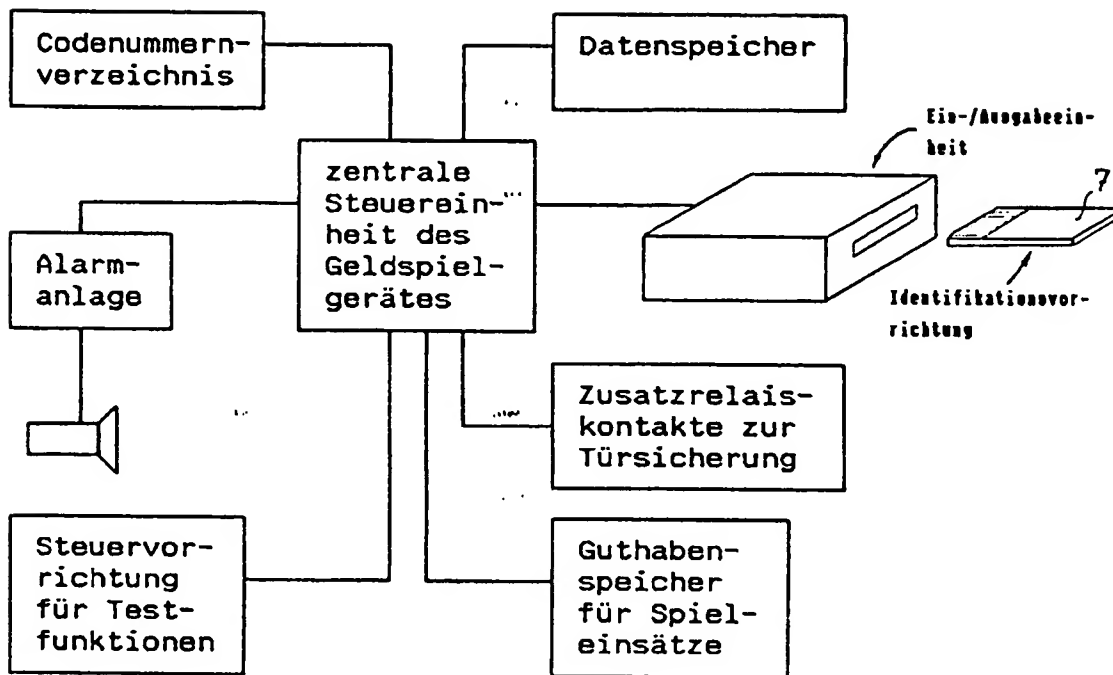 Codenummern-
verzeichnis
Datenspeicher
Ein-/Ausgabeein-
heit
7
zentrale
Steuerein-
heit des
Geldspiel-
gerätes
Alarm-
anlage
Identifikationsvor-
richtung
Zusatzrelais-
kontakte zur
Türsicherung
Steuervor-
richtung
für Test-
funktionen
Guthaben-
speicher
für Spiel-
einsätze